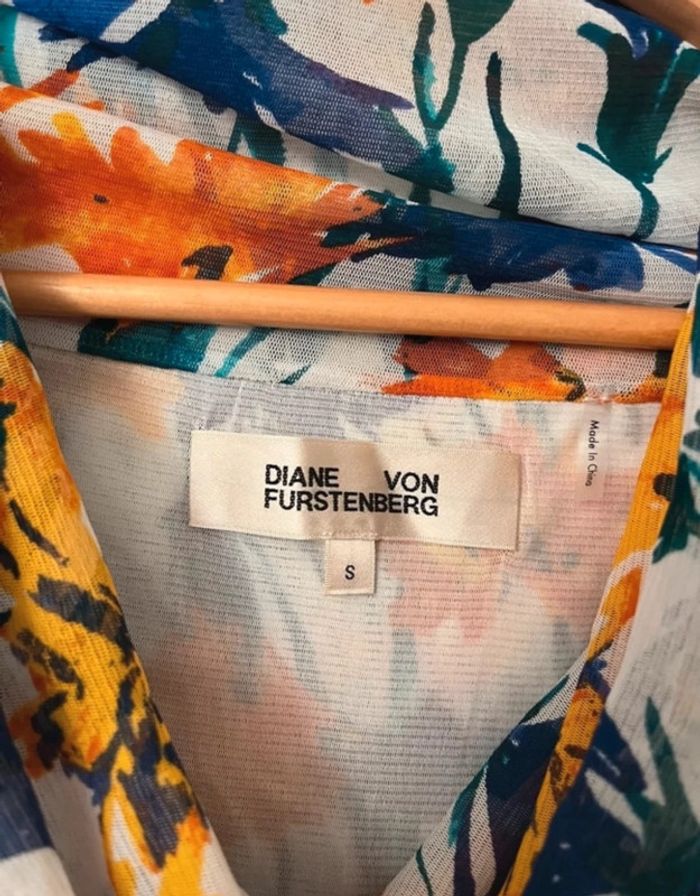 DIANE VON
FURSTENBERG
S
Made In China